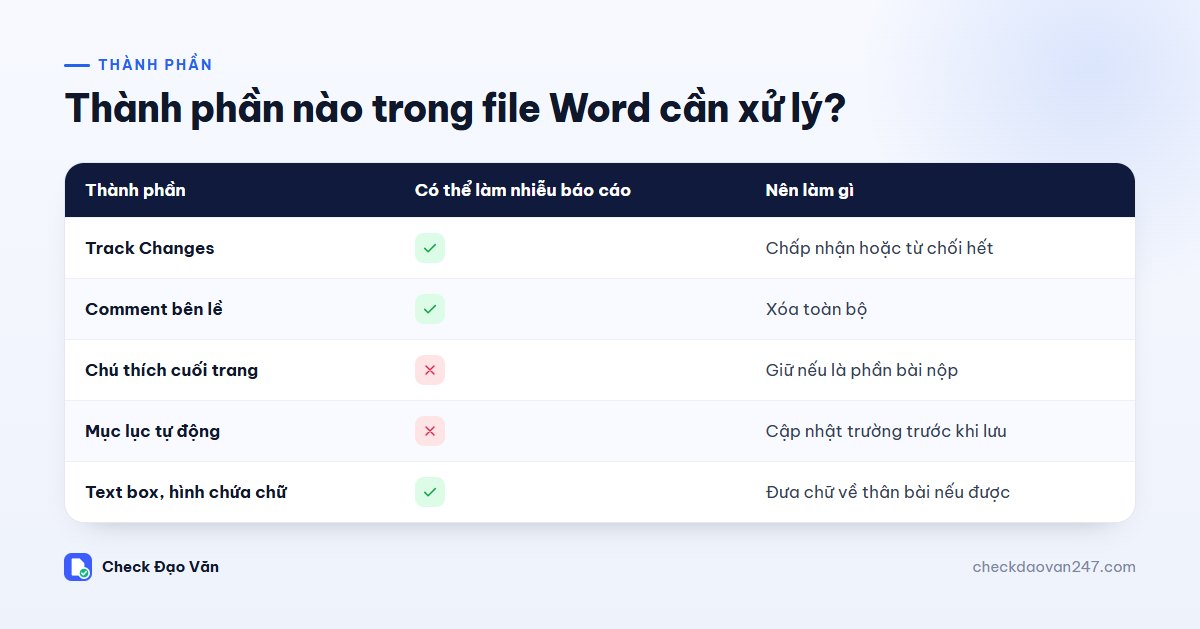 THÀNH PHẦN
Thành phần nào trong file Word cần xử lý?
Thành phần Có thể làm nhiễu báo cáo Nên làm gì
Track Changes Chấp nhận hoặc từ chối hết
Comment bên lề Xóa toàn bộ
Chú thích cuối trang Giữ nếu là phần bài nộp
Mục lục tự động Cập nhật trường trước khi lưu
Text box, hình chứa chữ Đưa chữ về thân bài nếu được
Check Đạo Văn checkdaovan247.com